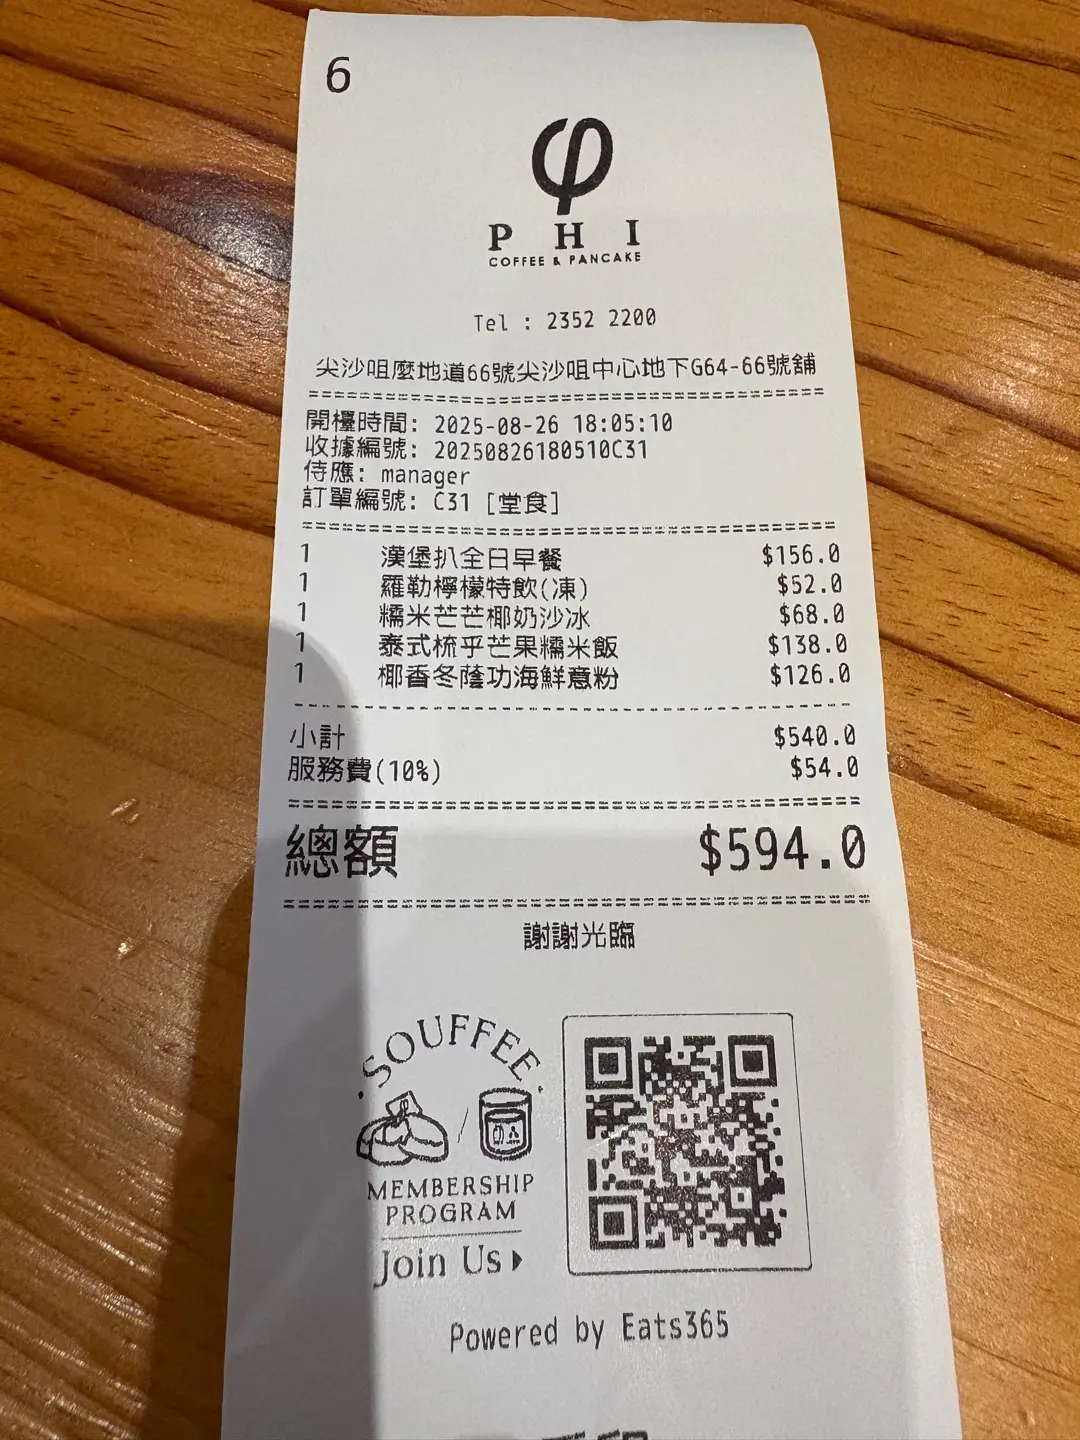 6
φ
PHI
COFFEE & PANCAKE
Tel : 2352 2200
尖沙咀麼地道66號尖沙咀中心地下G64-66號舖
開檯時間: 2025-08-26 18:05:10
收據編號: 20250826180510C31
侍應: manager
訂單編號: C31 [堂食]
1 漢堡扒全日早餐 $156.0
1 羅勒檸檬特飲(凍) $52.0
1 糯米芒芒椰奶沙冰 $68.0
1 泰式梳乎芒果糯米飯 $138.0
1 椰香冬蔭功海鮮意粉 $126.0
小計 $540.0
服務費(10%) $54.0
總額 $594.0
謝謝光臨
SOUFFEE
MEMBERSHIP
PROGRAM
Join Us
Powered by Eats365